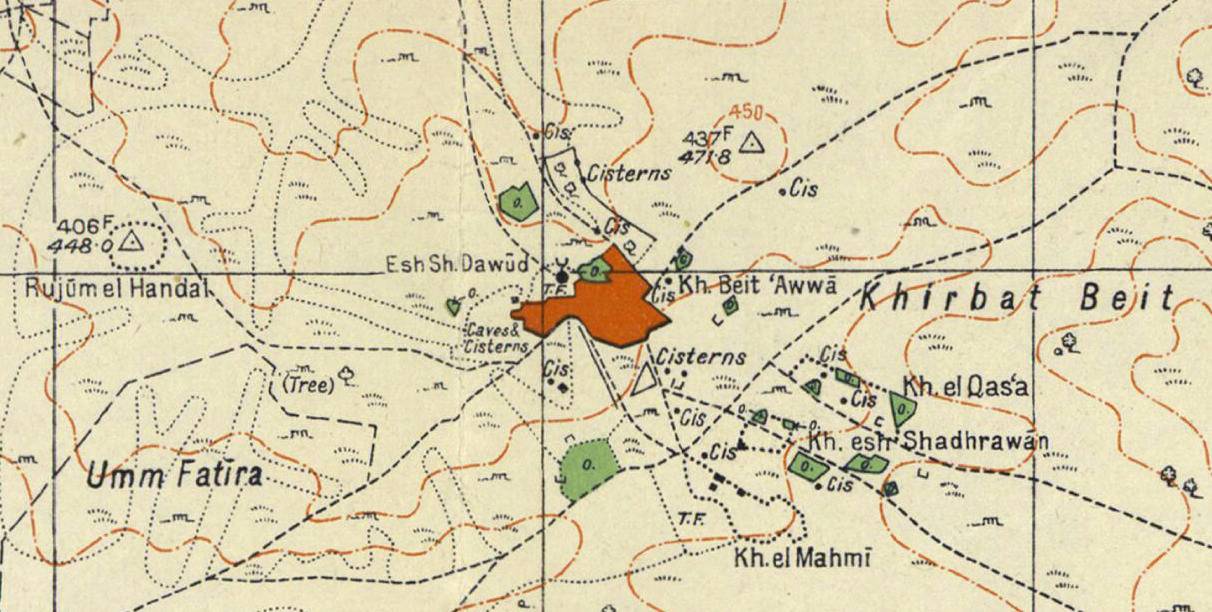 Cis
450
437F
471·8
Cisterns
Cis
O.
Cis
406F
448·0
Esh Sh. Dawūd
O.
O.
T.F.
Cis
Kh. Beit ‘Awwā
Rujūm el Handal
Khirbat Beit
O.
Caves &
Cisterns
Cisterns
Cis
Cis
(Tree)
Cis
Kh. el Qas‘a
O.
O.
Cis
O.
Kh. esh Shadhrawān
Umm Fatīra
O.
Cis
O.
O.
Cis
T.F.
Kh. el Mahmī